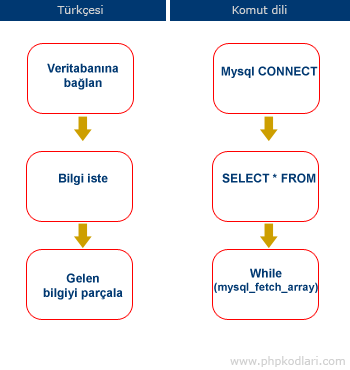 Türkçesi
Komut dili
Veritabanına
bağlan
Mysql CONNECT
Bilgi iste
SELECT * FROM
Gelen
bilgiyi parçala
While
(mysql_fetch_array)
www.phpkodlari.com